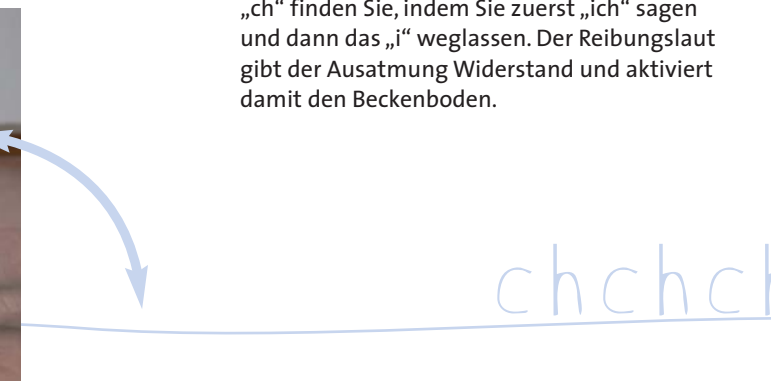 „ch“ finden Sie, indem Sie zuerst „ich“ sagen
und dann das „i“ weglassen. Der Reibungslaut
gibt der Ausatmung Widerstand und aktiviert
damit den Beckenboden.
chchch